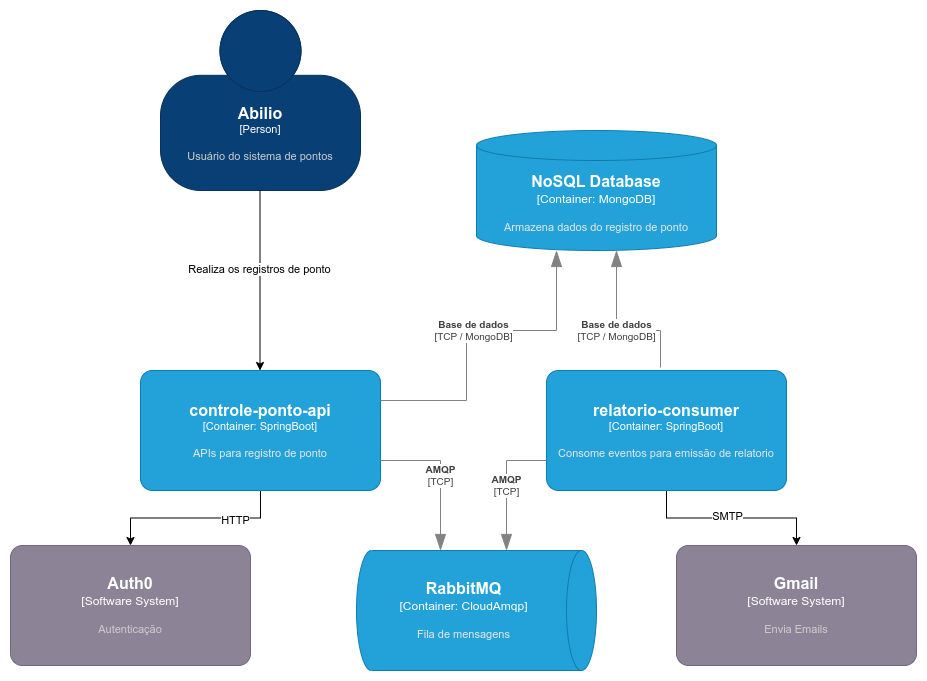 Abilio
[Person]
Usuário do sistema de pontos
NoSQL Database
[Container: MongoDB]
Armazena dados do registro de ponto
Realiza os registros de ponto
Base de dados
[TCP / MongoDB]
Base de dados
[TCP / MongoDB]
controle-ponto-api
[Container: SpringBoot]
APIs para registro de ponto
relatorio-consumer
[Container: SpringBoot]
Consome eventos para emissão de relatorio
AMQP
[TCP]
AMQP
[TCP]
HTTP
SMTP
Auth0
[Software System]
Autenticação
RabbitMQ
[Container: CloudAmqp]
Fila de mensagens
Gmail
[Software System]
Envia Emails